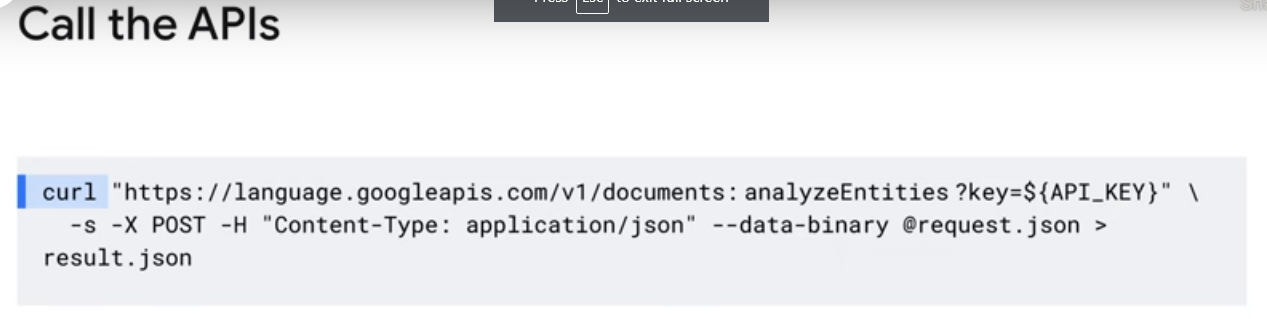 Call the APIs
Press Esc to exit full screen
curl "https://language.googleapis.com/v1/documents:analyzeEntities?key=${API_KEY}" \
-s -X POST -H "Content-Type: application/json" --data-binary @request.json >
result.json